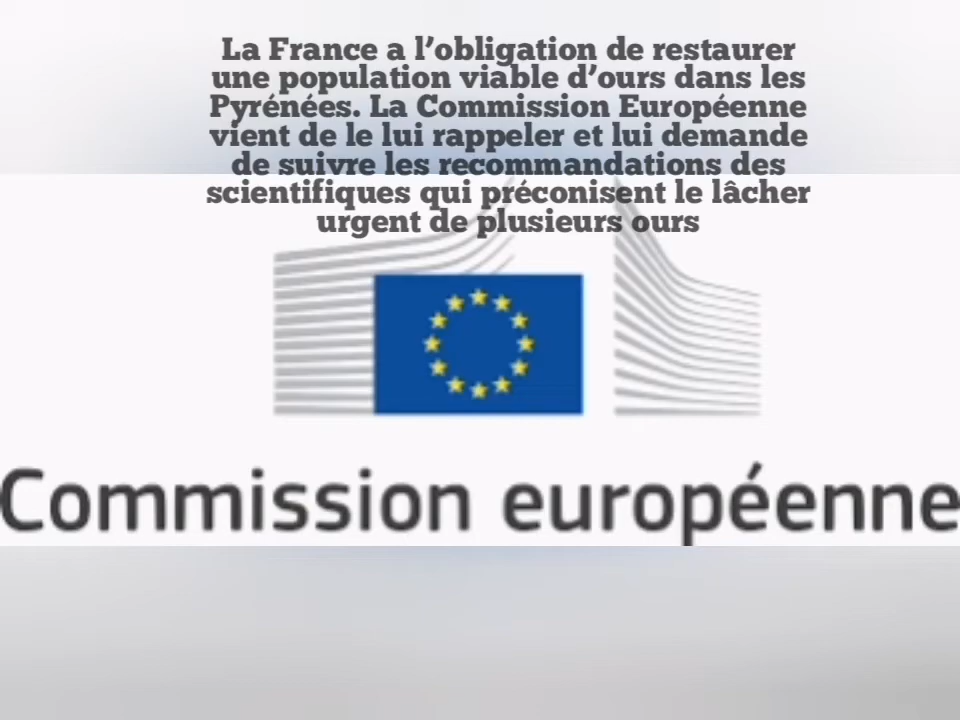 La France a l’obligation de restaurer
une population viable d’ours dans les
Pyrénées. La Commission Européenne
vient de le lui rappeler et lui demande
de suivre les recommandations des
scientifiques qui préconisent le lâcher
urgent de plusieurs ours
Commission européenne